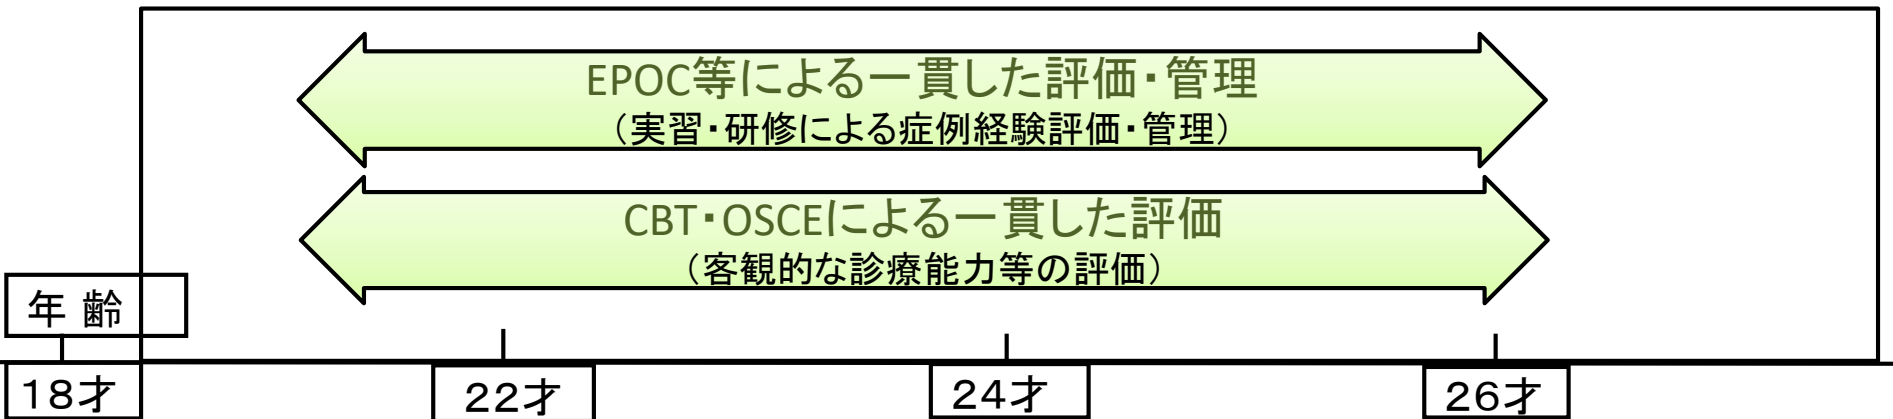 EPOC等による一貫した評価・管理
（実習・研修による症例経験評価・管理）
CBT・OSCEによる一貫した評価
（客観的な診療能力等の評価）
年 齢
18才
22才
24才
26才